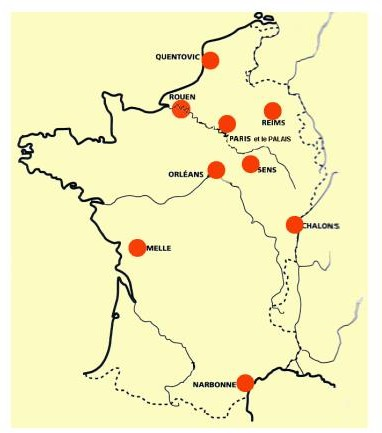 QUENTOVIC
ROUEN
REIMS
PARIS et le PALAIS
ORLÉANS
SENS
CHALONS
MELLE
NARBONNE